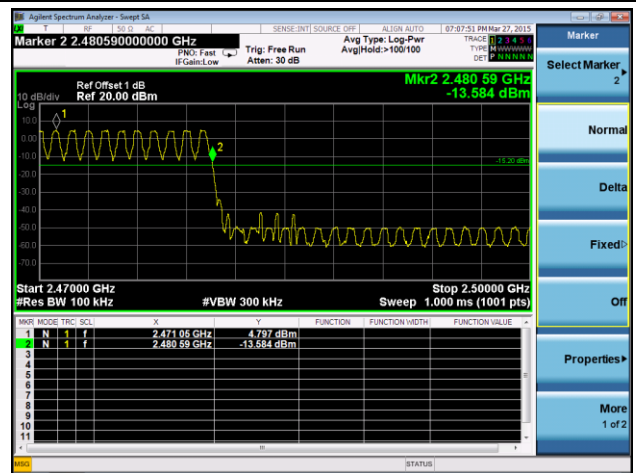 Agilent Spectrum Analyzer - Swept SA
T RF 50 Ω AC SENSE:INT SOURCE OFF ALIGN AUTO 07:07:51 PM Mar 27, 2015
Marker 2 2.480590000000 GHz
PNO: Fast
IFGain:Low
Trig: Free Run
Atten: 30 dB
Avg Type: Log-Pwr
Avg|Hold:>100/100
TRACE 1 2 3 4 5 6
TYPE M W W W W W
DET P N N N N N
Ref Offset 1 dB
10 dB/div Ref 20.00 dBm
Log
Mkr2 2.480 59 GHz
-13.584 dBm
10.0
0.00
-10.0
-20.0
-30.0
-40.0
-50.0
-60.0
-70.0
1
2
-15.20 dBm
Start 2.47000 GHz Stop 2.50000 GHz
#Res BW 100 kHz #VBW 300 kHz Sweep 1.000 ms (1001 pts)
MKR MODE TRC SCL X Y FUNCTION FUNCTION WIDTH FUNCTION VALUE
1 N 1 f 2.471 05 GHz 4.797 dBm
2 N 1 f 2.480 59 GHz -13.584 dBm
3
4
5
6
7
8
9
10
11
MSG STATUS
Marker
Select Marker
2
Normal
Delta
Fixed
Off
Properties
More
1 of 2